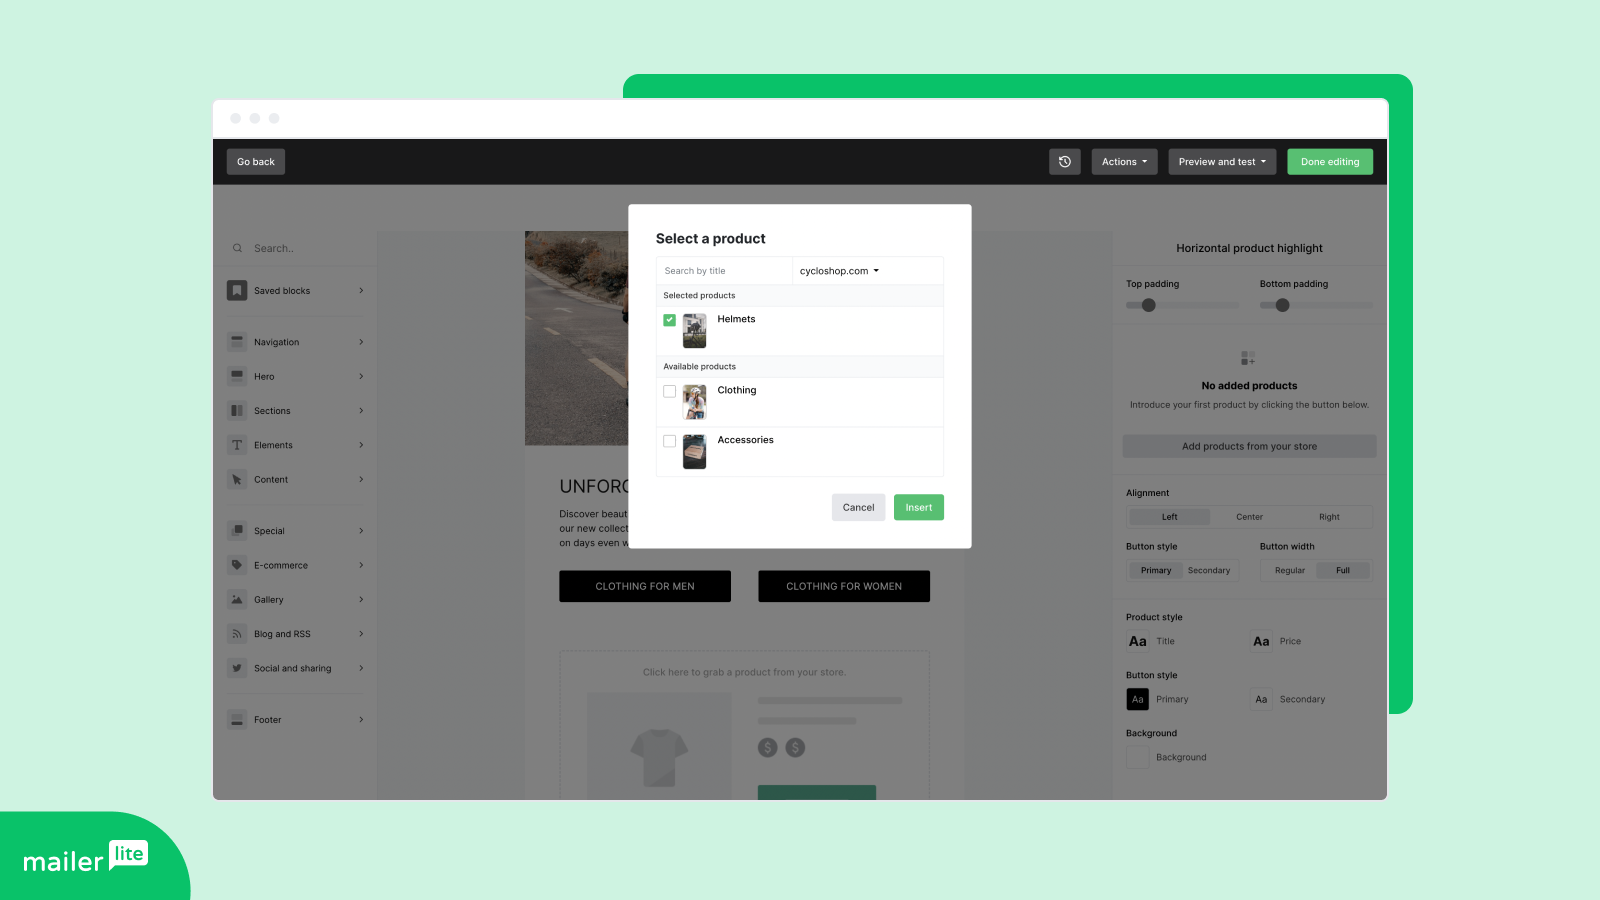 Go back
Actions
Preview and test
Done editing
Search..
Saved blocks
Navigation
Hero
Sections
Elements
Content
Special
E-commerce
Gallery
Blog and RSS
Social and sharing
Footer
UNFORG
Discover beaut
our new collect
on days even w
CLOTHING FOR MEN
CLOTHING FOR WOMEN
Click here to grab a product from your store.
$ $
Select a product
Search by title
cycloshop.com
Selected products
Helmets
Available products
Clothing
Accessories
Cancel
Insert
Horizontal product highlight
Top padding
Bottom padding
No added products
Introduce your first product by clicking the button below.
Add products from your store
Alignment
Left Center Right
Button style
Button width
Primary Secondary
Regular Full
Product style
Aa Title
Aa Price
Button style
Aa Primary
Aa Secondary
Background
Background
mailer lite